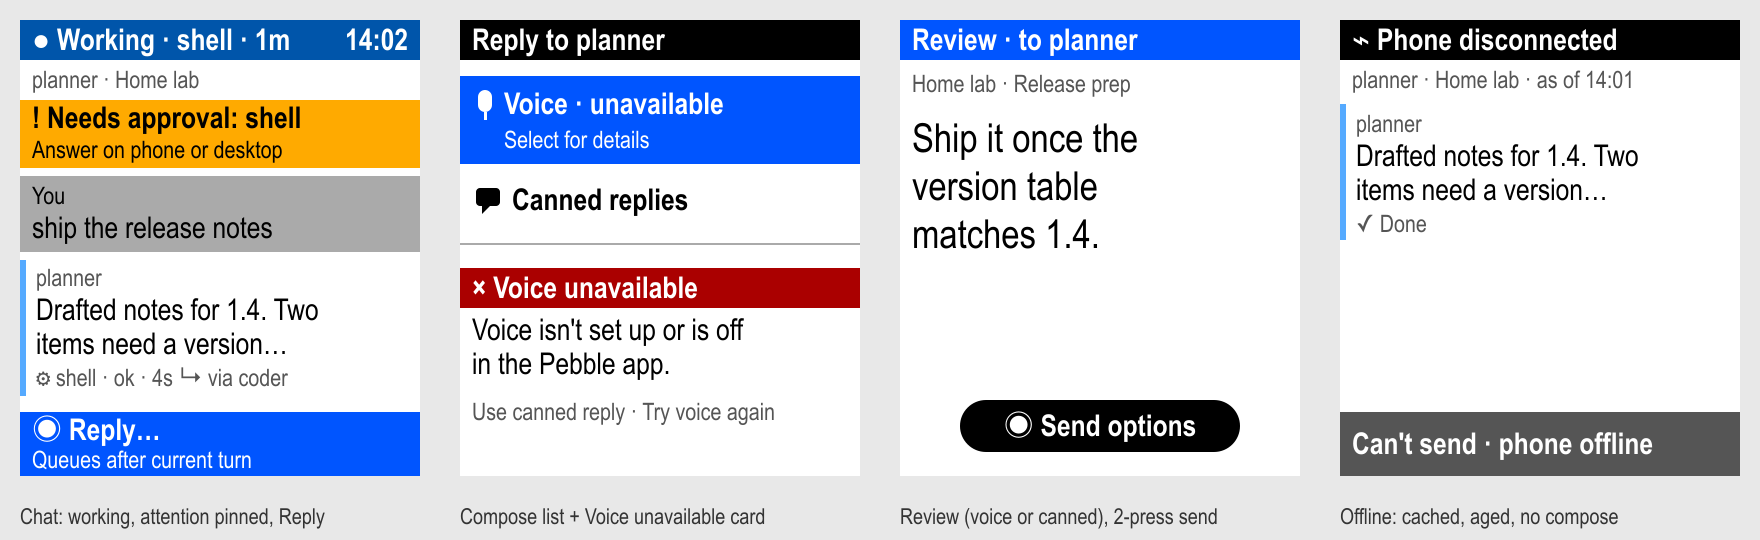 ● Working · shell · 1m 14:02
planner · Home lab
! Needs approval: shell
Answer on phone or desktop
You
ship the release notes
planner
Drafted notes for 1.4. Two
items need a version…
⚙ shell · ok · 4s ↳ via coder
◉ Reply…
Queues after current turn
Chat: working, attention pinned, Reply
Reply to planner
Voice · unavailable
Select for details
Canned replies
× Voice unavailable
Voice isn't set up or is off
in the Pebble app.
Use canned reply · Try voice again
Compose list + Voice unavailable card
Review · to planner
Home lab · Release prep
Ship it once the
version table
matches 1.4.
◉ Send options
Review (voice or canned), 2-press send
⌁ Phone disconnected
planner · Home lab · as of 14:01
planner
Drafted notes for 1.4. Two
items need a version…
✓ Done
Can't send · phone offline
Offline: cached, aged, no compose